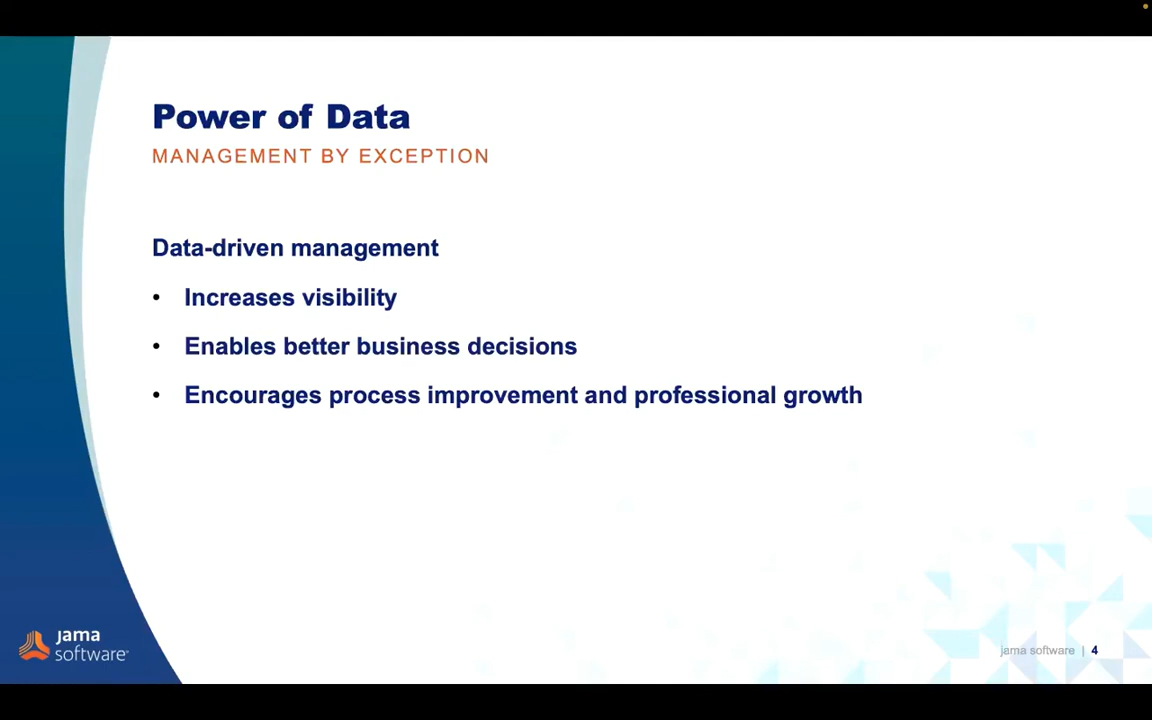 Power of Data
MANAGEMENT BY EXCEPTION
Data-driven management
• Increases visibility
• Enables better business decisions
• Encourages process improvement and professional growth
jama
software
jama software | 4